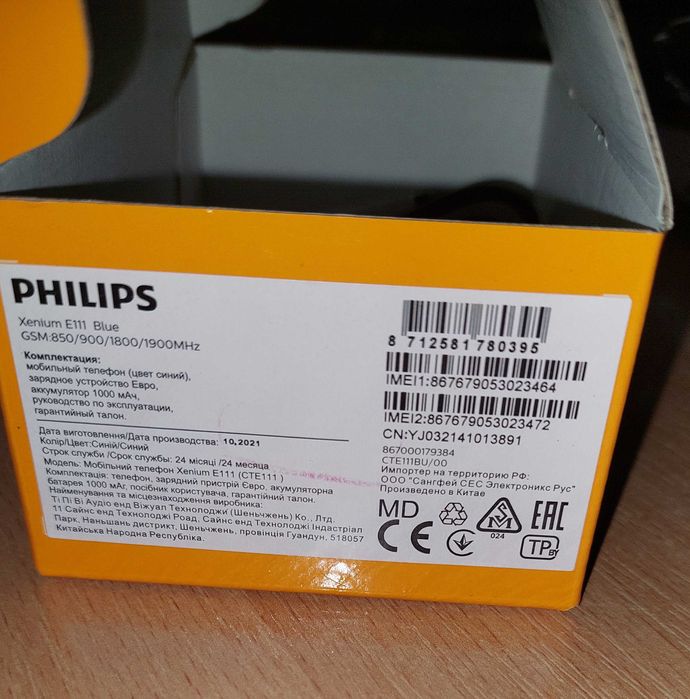 PHILIPS
Xenium E111 Blue
GSM:850/900/1800/1900MHz
Комплектация:
мобильный телефон (цвет синий),
зарядное устройство Евро,
аккумулятор 1000 мАч,
руководство по эксплуатации,
гарантийный талон.
Дата виготовлення/Дата производства: 10,2021
Колір/Цвет:Синій/Синий
Строк служби /Срок службы: 24 місяці /24 месяца
Модель: Мобільний телефон Xenium E111 (CTE111 )
Комплектація: телефон, зарядний пристрій Євро, акумуляторна
батарея 1000 мАг, посібник користувача, гарантійний талон.
Найменування та місцезнаходження виробника:
Ті Пі Ві Аудіо енд Віжуал Технолоджи (Шеньчжень) Ко., Лтд.
11 Сайнс енд Технолоджі Роад, Сайнс енд Технолоджі Індастріал
Парк, Наньшань дистрикт, Шеньчжень, провінція Гуандун, 518057
Китайська Народна Республіка.
8 712581 780395
IMEI1:867679053023464
IMEI2:867679053023472
CN:YJ032141013891
867000179384
CTE111BU/00
Импортер на территорию РФ:
ООО "Сангфей СЕС Электроникс Рус"
Произведено в Китае
MD
024
EAC
CE
TP BY